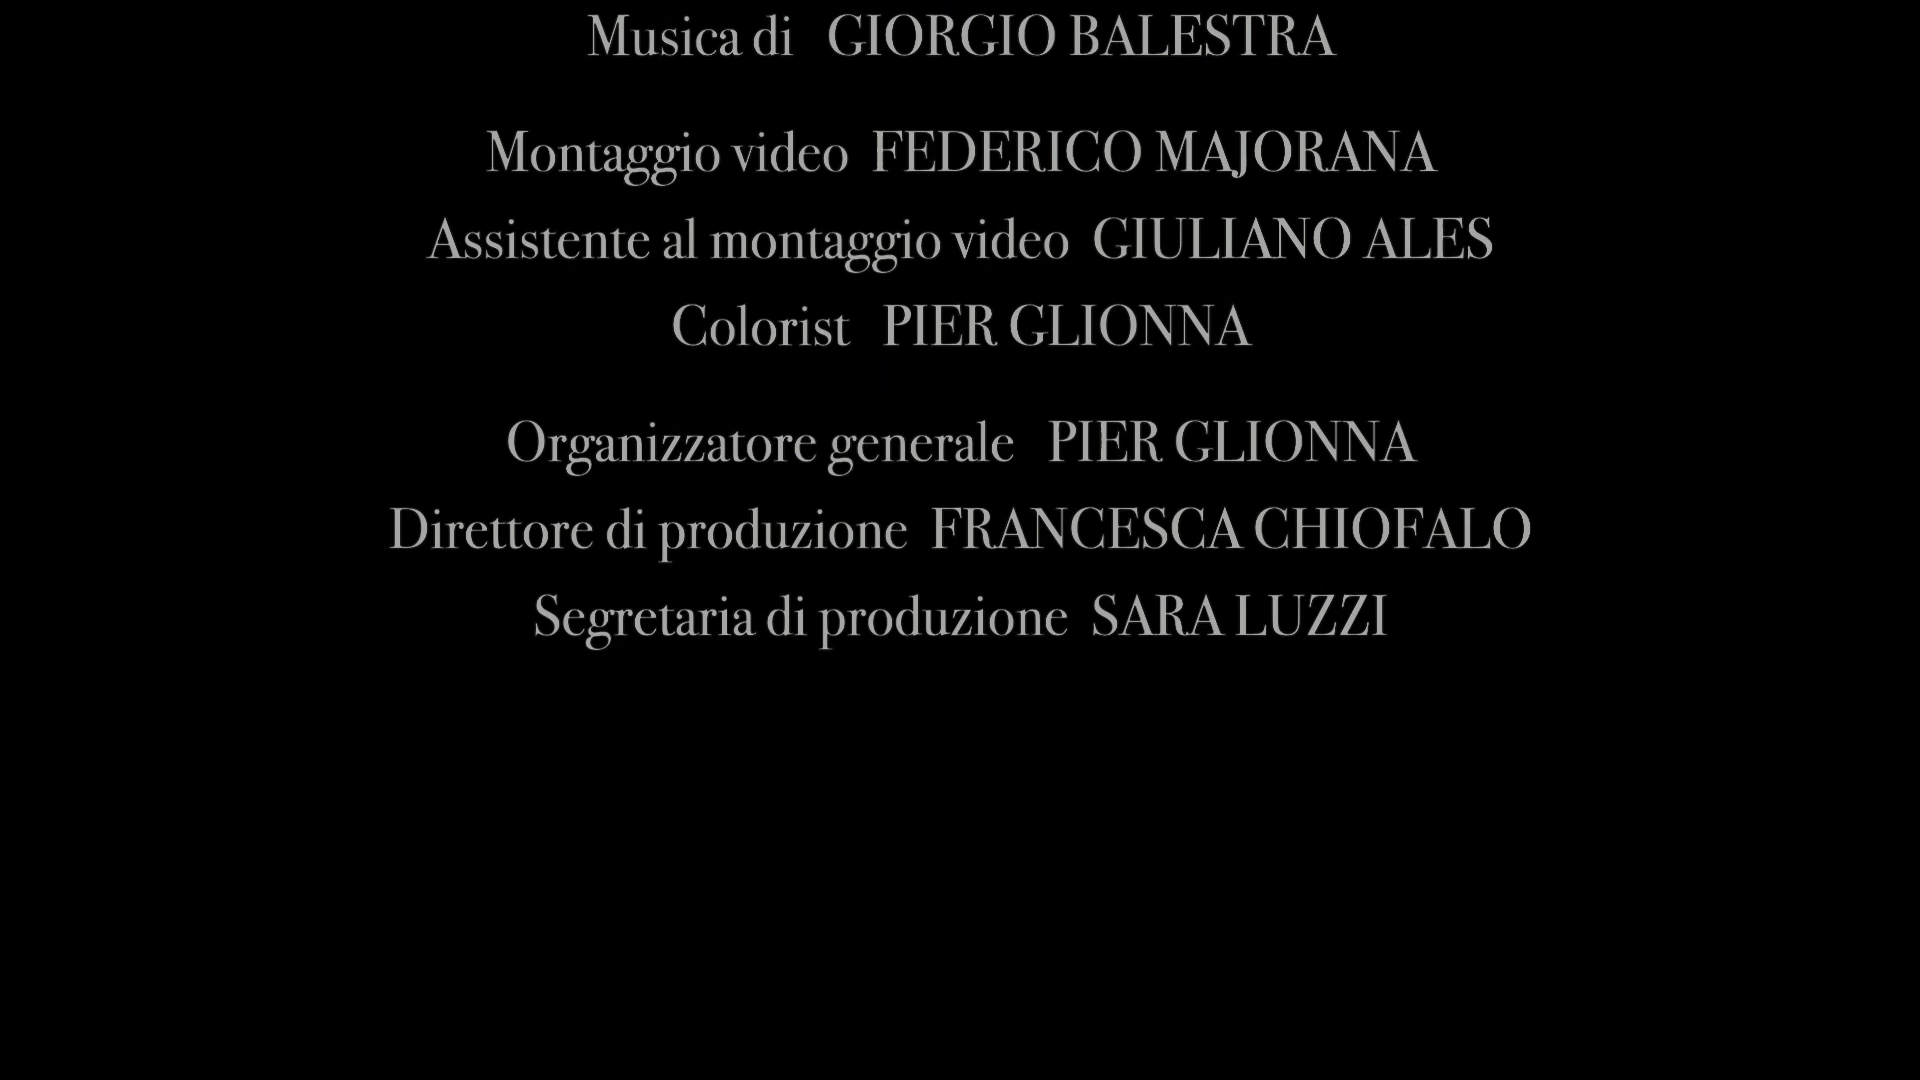 Musica di GIORGIO BALESTRA
Montaggio video FEDERICO MAJORANA
Assistente al montaggio video GIULIANO ALES
Colorist PIER GLIONNA
Organizzatore generale PIER GLIONNA
Direttore di produzione FRANCESCA CHIOFALO
Segretaria di produzione SARA LUZZI